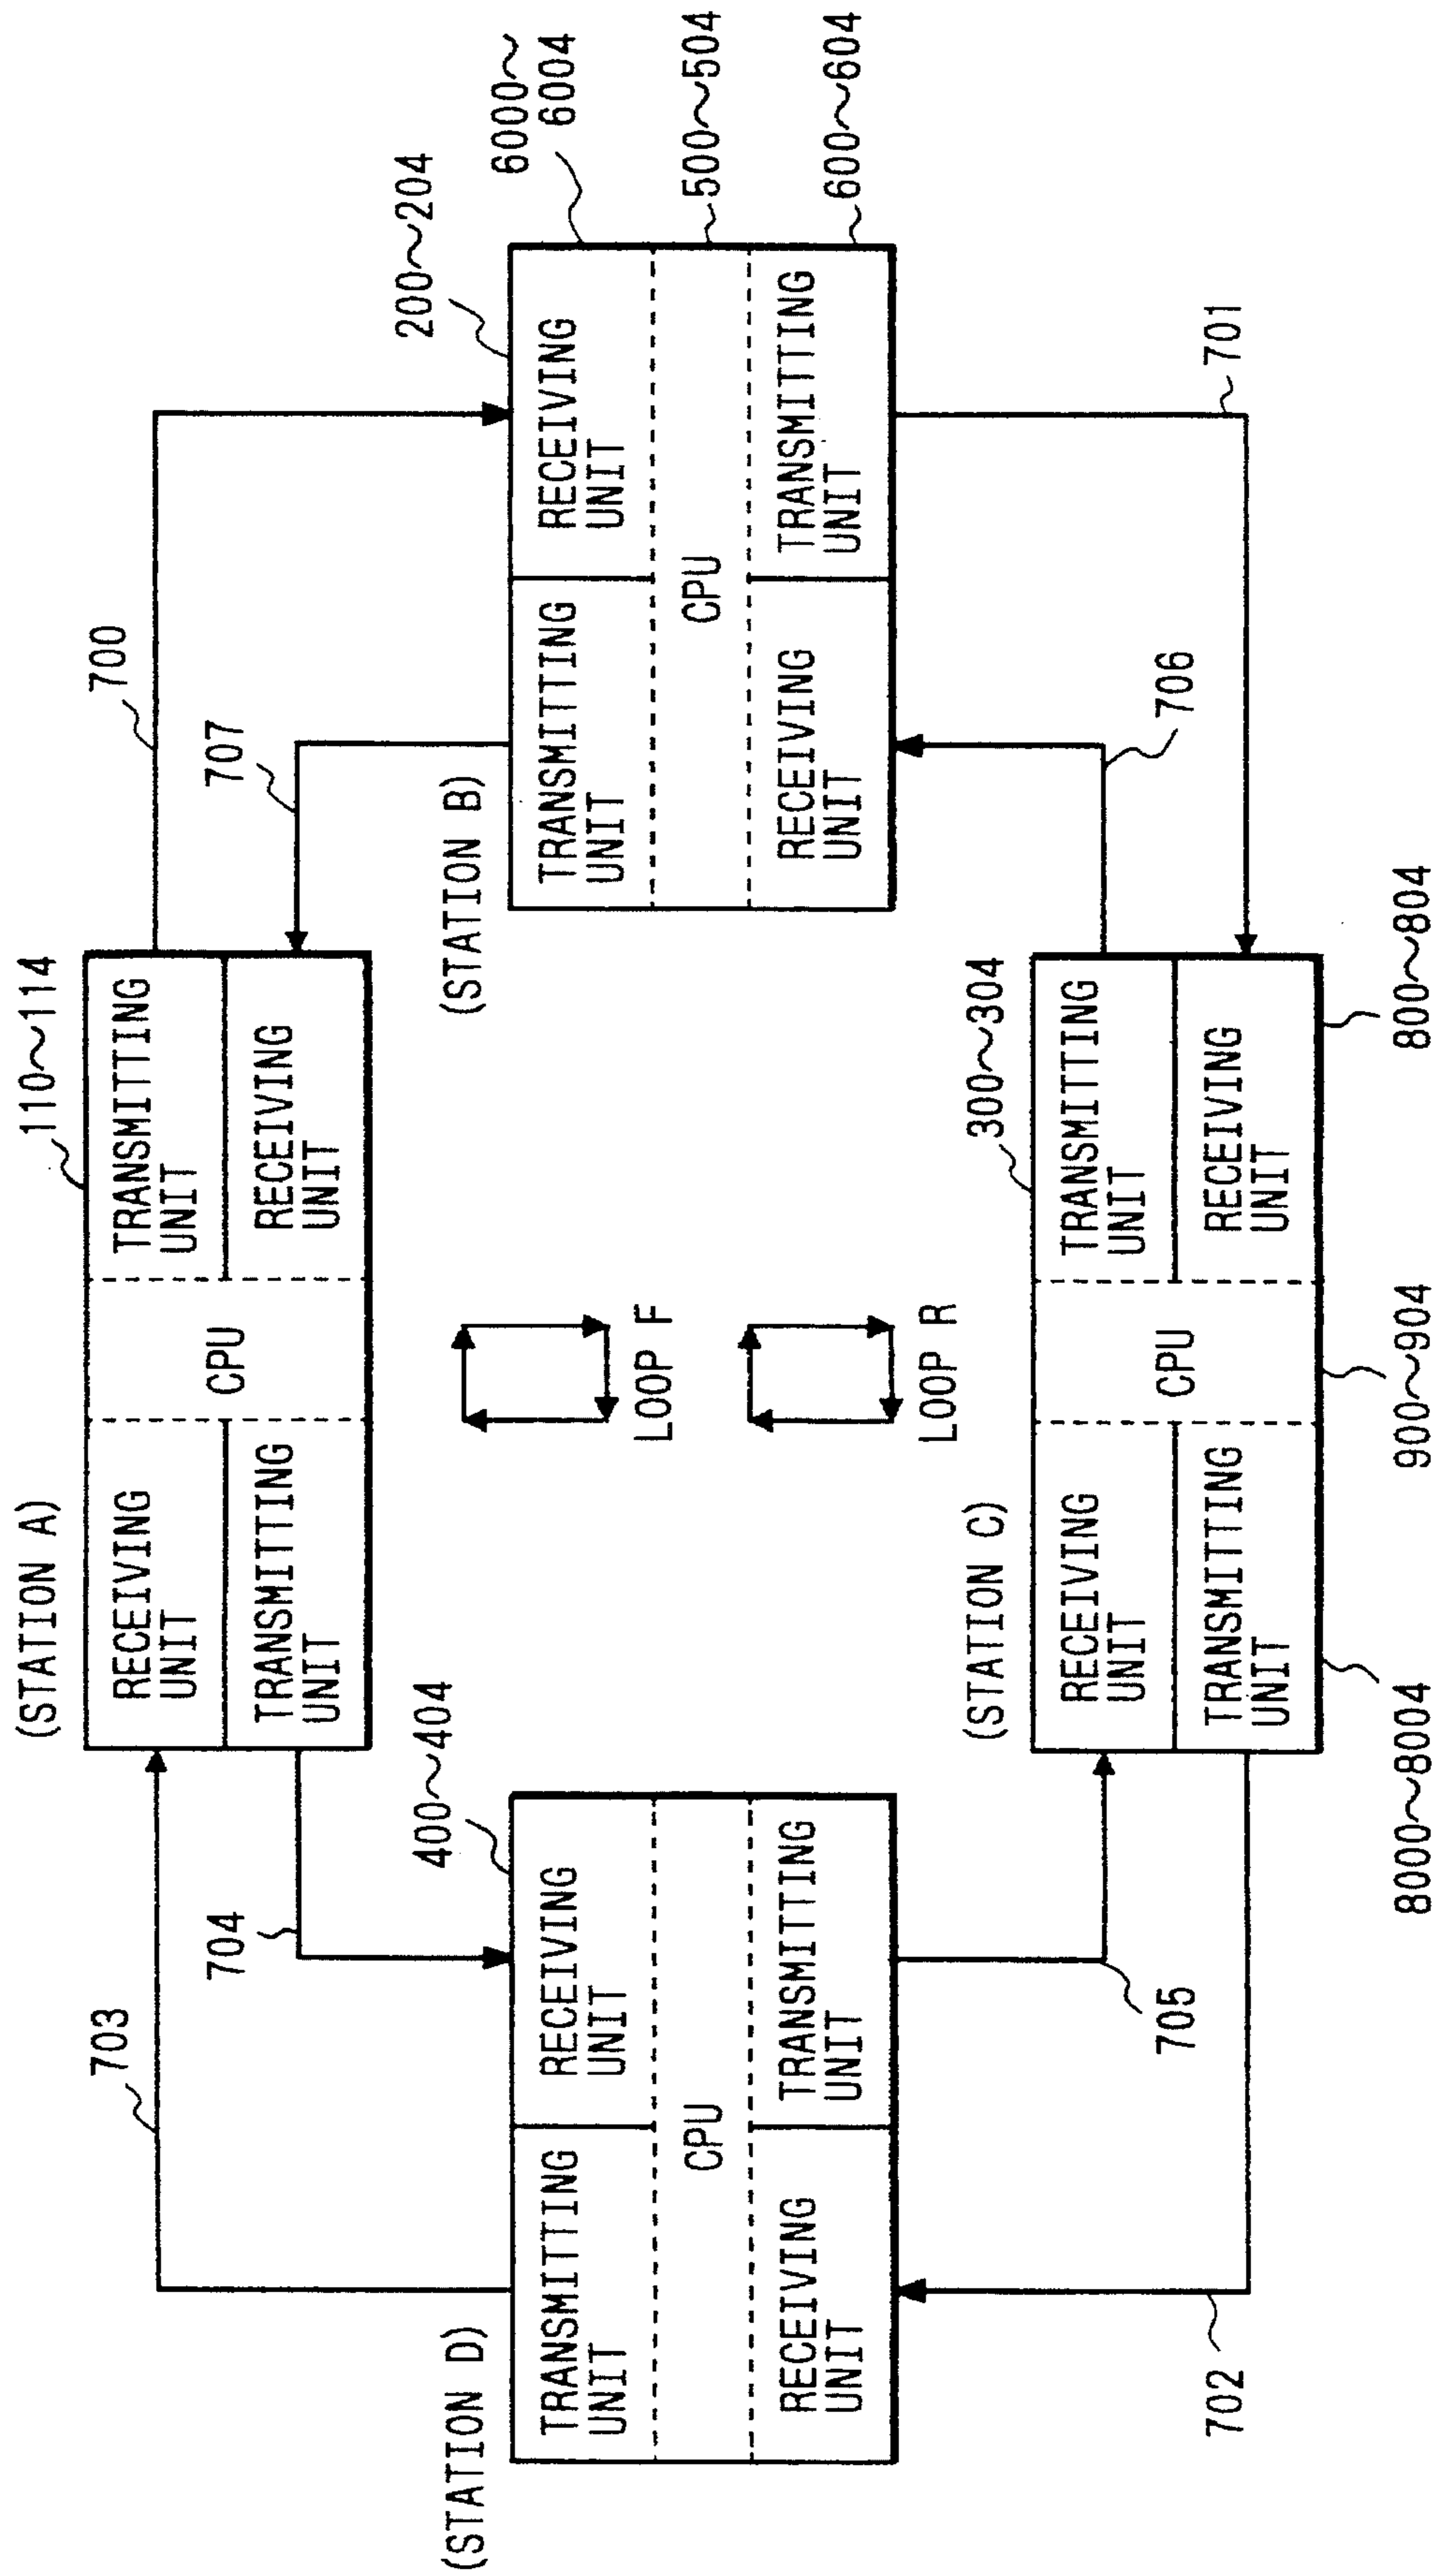 (STATION A)
110~114
RECEIVING
UNIT
TRANSMITTING
UNIT
CPU
TRANSMITTING
UNIT
RECEIVING
UNIT
700
707
703
704
(STATION D)
400~404
TRANSMITTING
UNIT
RECEIVING
UNIT
CPU
RECEIVING
UNIT
TRANSMITTING
UNIT
LOOP F
LOOP R
(STATION B)
200~204
6000~
6004
TRANSMITTING
UNIT
RECEIVING
UNIT
CPU
500~504
RECEIVING
UNIT
TRANSMITTING
UNIT
600~604
702
705
706
701
(STATION C)
300~304
RECEIVING
UNIT
TRANSMITTING
UNIT
CPU
TRANSMITTING
UNIT
RECEIVING
UNIT
8000~8004
900~904
800~804